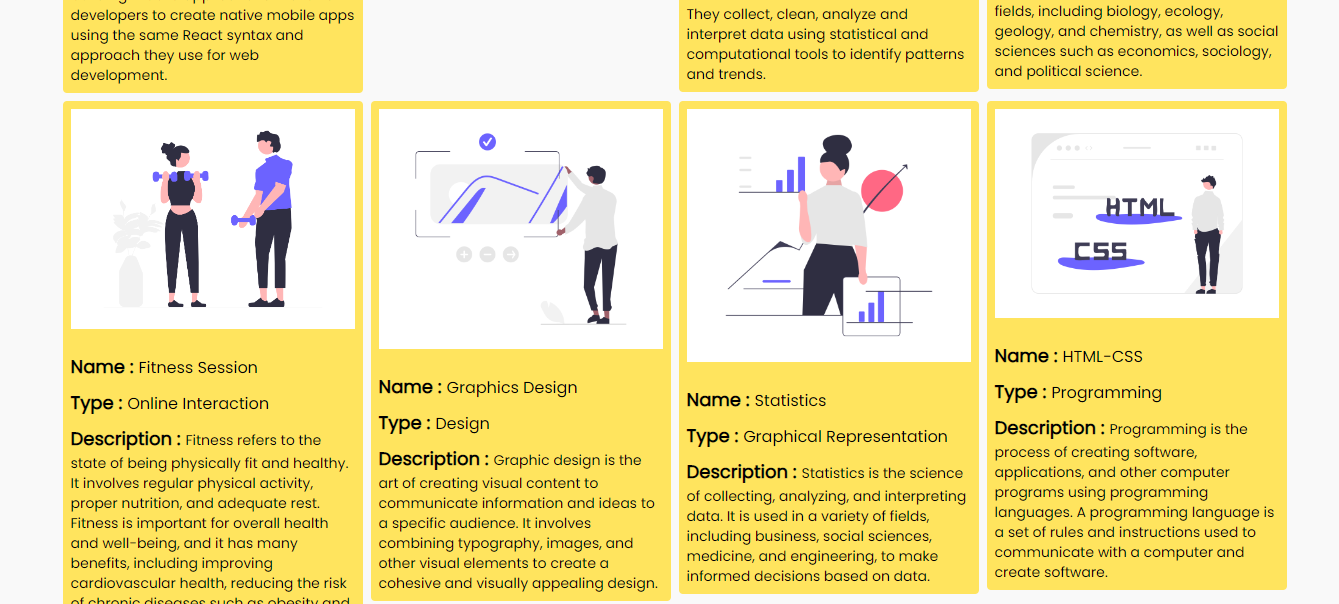 developers to create native mobile apps
using the same React syntax and
approach they use for web
development.
They collect, clean, analyze and
interpret data using statistical and
computational tools to identify patterns
and trends.
fields, including biology, ecology,
geology, and chemistry, as well as social
sciences such as economics, sociology,
and political science.
Name : Fitness Session
Type : Online Interaction
Description : Fitness refers to the
state of being physically fit and healthy.
It involves regular physical activity,
proper nutrition, and adequate rest.
Fitness is important for overall health
and well-being, and it has many
benefits, including improving
cardiovascular health, reducing the risk
of chronic diseases such as obesity and
Name : Graphics Design
Type : Design
Description : Graphic design is the
art of creating visual content to
communicate information and ideas to
a specific audience. It involves
combining typography, images, and
other visual elements to create a
cohesive and visually appealing design.
Name : Statistics
Type : Graphical Representation
Description : Statistics is the science
of collecting, analyzing, and interpreting
data. It is used in a variety of fields,
including business, social sciences,
medicine, and engineering, to make
informed decisions based on data.
HTML
CSS
Name : HTML-CSS
Type : Programming
Description : Programming is the
process of creating software,
applications, and other computer
programs using programming
languages. A programming language is
a set of rules and instructions used to
communicate with a computer and
create software.